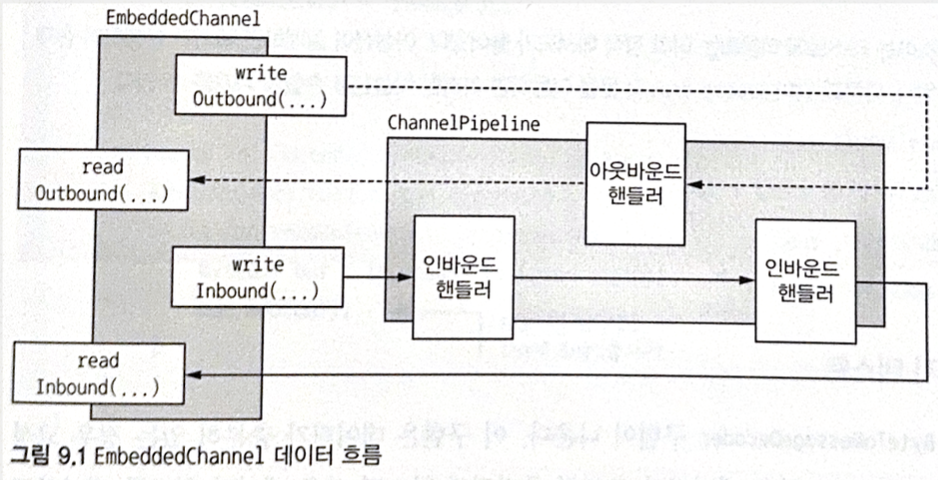 EmbeddedChannel
write
Outbound(...)
ChannelPipeline
read
Outbound(...)
아웃바운드
핸들러
write
Inbound(...)
인바운드
핸들러
인바운드
핸들러
read
Inbound(...)
그림 9.1 EmbeddedChannel 데이터 흐름